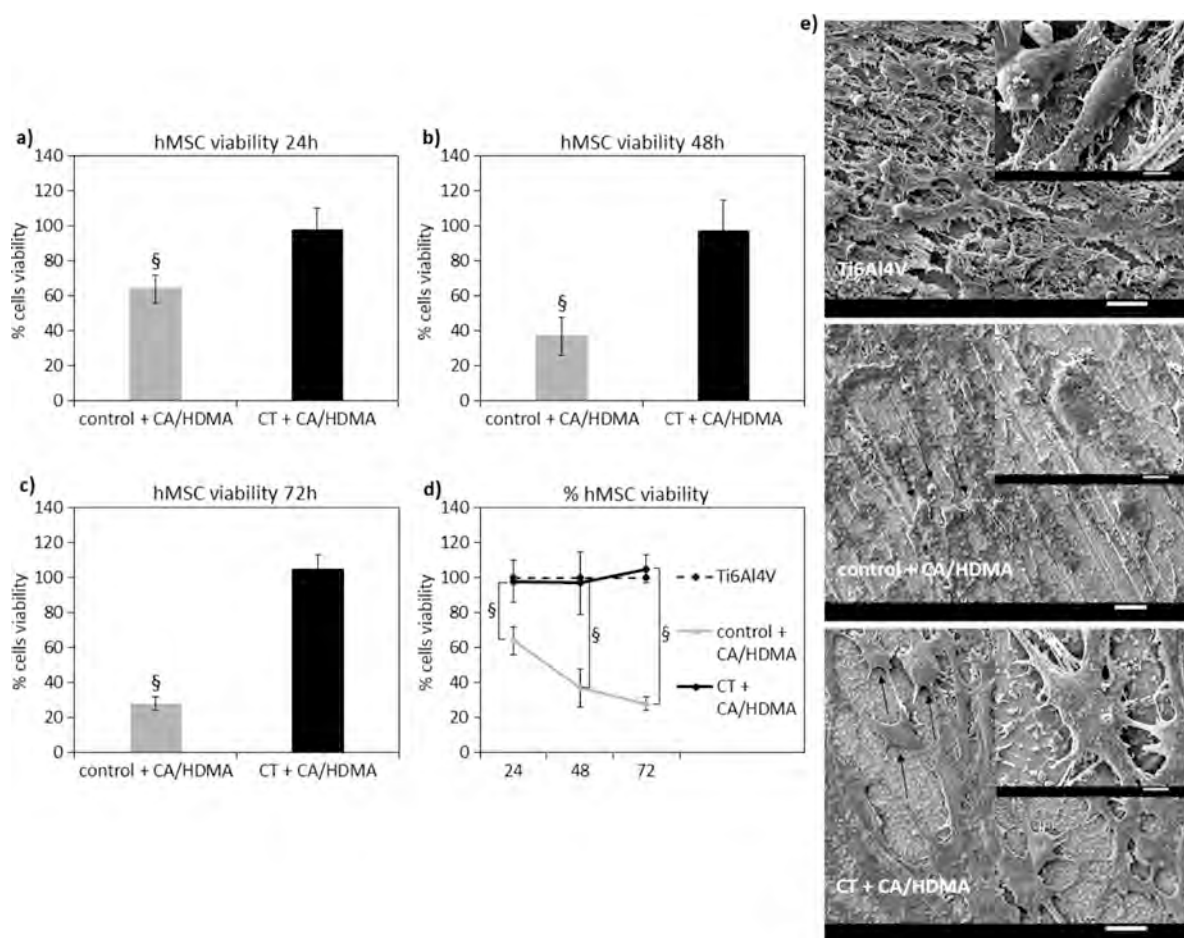 a)
hMSC viability 24h
% cells viability
140
120
100
80
60
40
20
0
§
control + CA/HDMA
CT + CA/HDMA
b)
hMSC viability 48h
% cells viability
140
120
100
80
60
40
20
0
§
control + CA/HDMA
CT + CA/HDMA
c)
hMSC viability 72h
% cells viability
140
120
100
80
60
40
20
0
§
control + CA/HDMA
CT + CA/HDMA
d)
% hMSC viability
% cells viability
140
120
100
80
60
40
20
0
§
§
§
24
48
72
Ti6Al4V
control +
CA/HDMA
CT +
CA/HDMA
e)
Ti6Al4V
control + CA/HDMA
CT + CA/HDMA